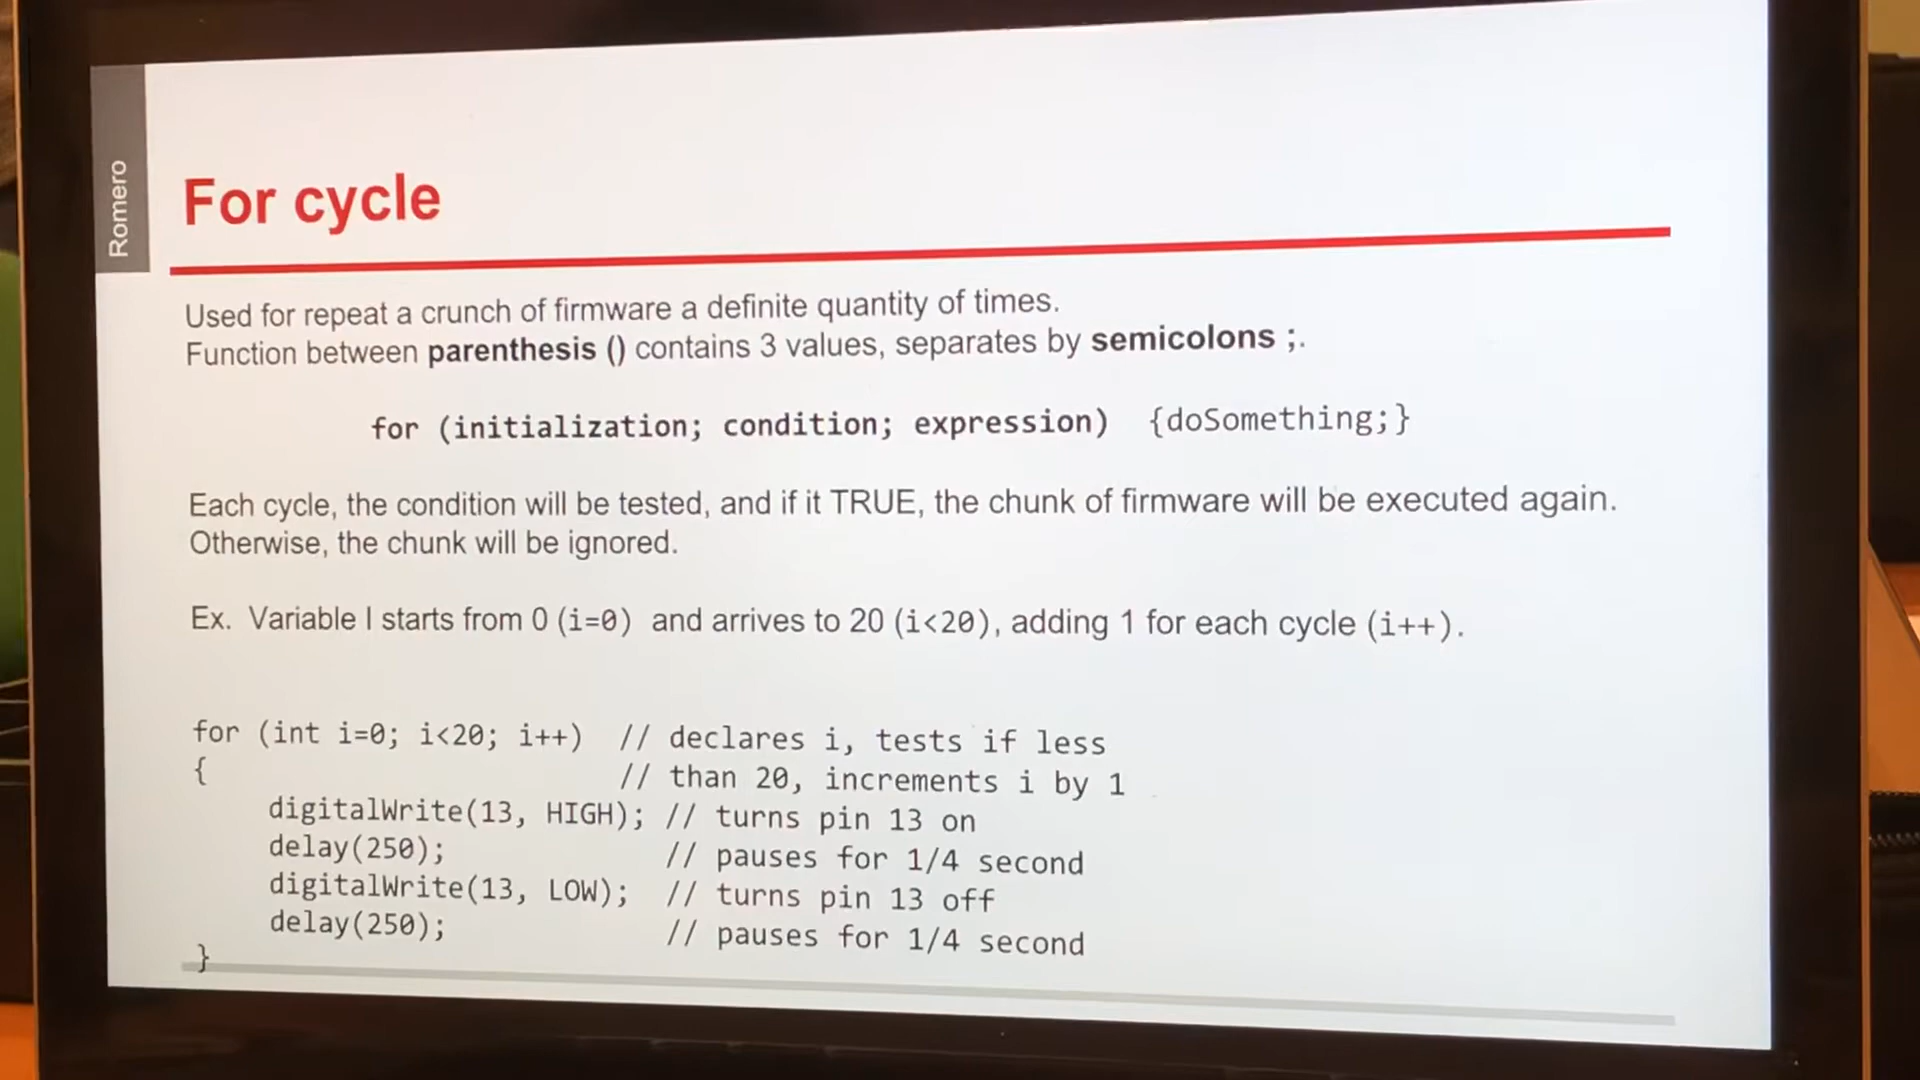 Romero
For cycle
Used for repeat a crunch of firmware a definite quantity of times.
Function between parenthesis () contains 3 values, separates by semicolons ;.
for (initialization; condition; expression) {doSomething;}
Each cycle, the condition will be tested, and if it TRUE, the chunk of firmware will be executed again.
Otherwise, the chunk will be ignored.
Ex. Variable I starts from 0 (i=0) and arrives to 20 (i<20), adding 1 for each cycle (i++).
for (int i=0; i<20; i++) // declares i, tests if less
{ // than 20, increments i by 1
digitalWrite(13, HIGH); // turns pin 13 on
delay(250); // pauses for 1/4 second
digitalWrite(13, LOW); // turns pin 13 off
delay(250); // pauses for 1/4 second
}